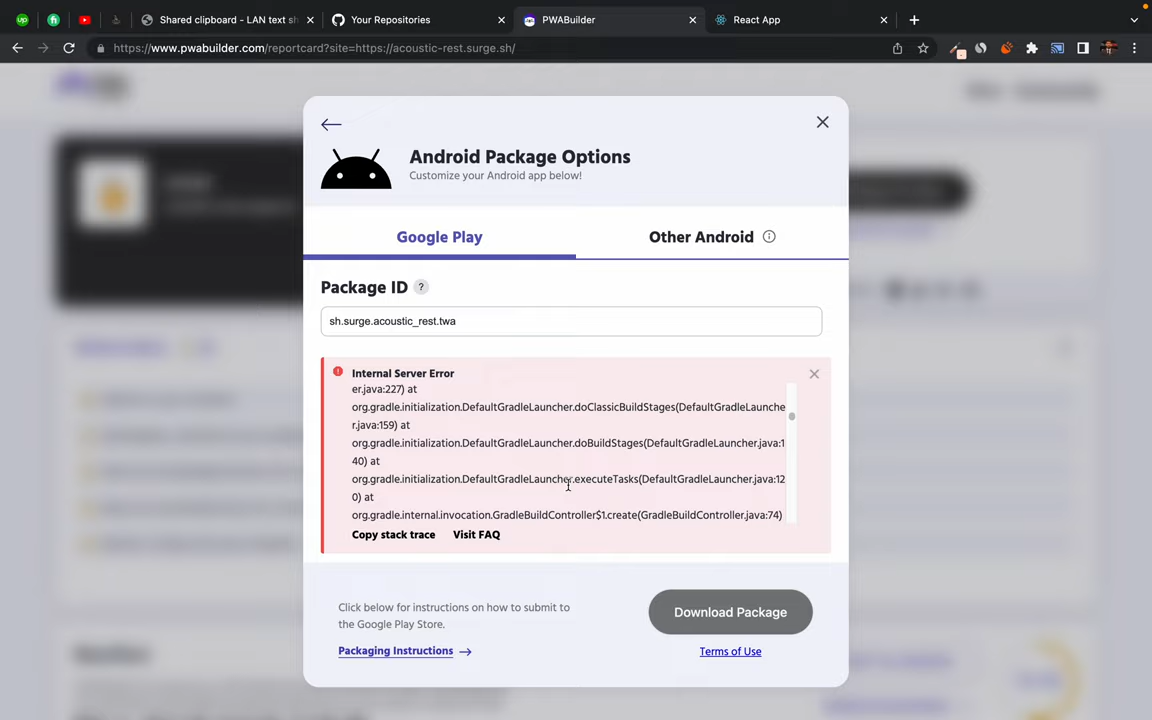 Shared clipboard - LAN text sh
Your Repositories
PWABuilder
React App
https://www.pwabuilder.com/reportcard?site=https://acoustic-rest.surge.sh/
Android Package Options
Customize your Android app below!
Google Play
Other Android
Package ID ?
sh.surge.acoustic_rest.twa
Internal Server Error
er.java:227) at
org.gradle.initialization.DefaultGradleLauncher.doClassicBuildStages(DefaultGradleLaunche
r.java:159) at
org.gradle.initialization.DefaultGradleLauncher.doBuildStages(DefaultGradleLauncher.java:1
40) at
org.gradle.initialization.DefaultGradleLauncher.executeTasks(DefaultGradleLauncher.java:12
0) at
org.gradle.internal.invocation.GradleBuildController$1.create(GradleBuildController.java:74)
Copy stack trace
Visit FAQ
Click below for instructions on how to submit to
the Google Play Store.
Packaging Instructions
Download Package
Terms of Use